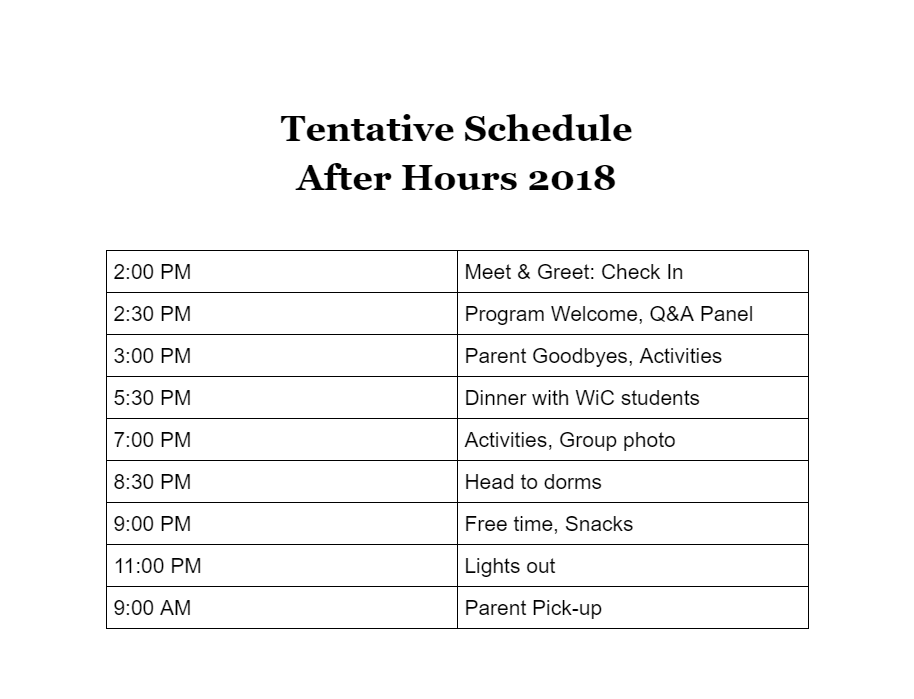 Tentative Schedule
After Hours 2018
2:00 PM Meet & Greet: Check In
2:30 PM Program Welcome, Q&A Panel
3:00 PM Parent Goodbyes, Activities
5:30 PM Dinner with WiC students
7:00 PM Activities, Group photo
8:30 PM Head to dorms
9:00 PM Free time, Snacks
11:00 PM Lights out
9:00 AM Parent Pick-up